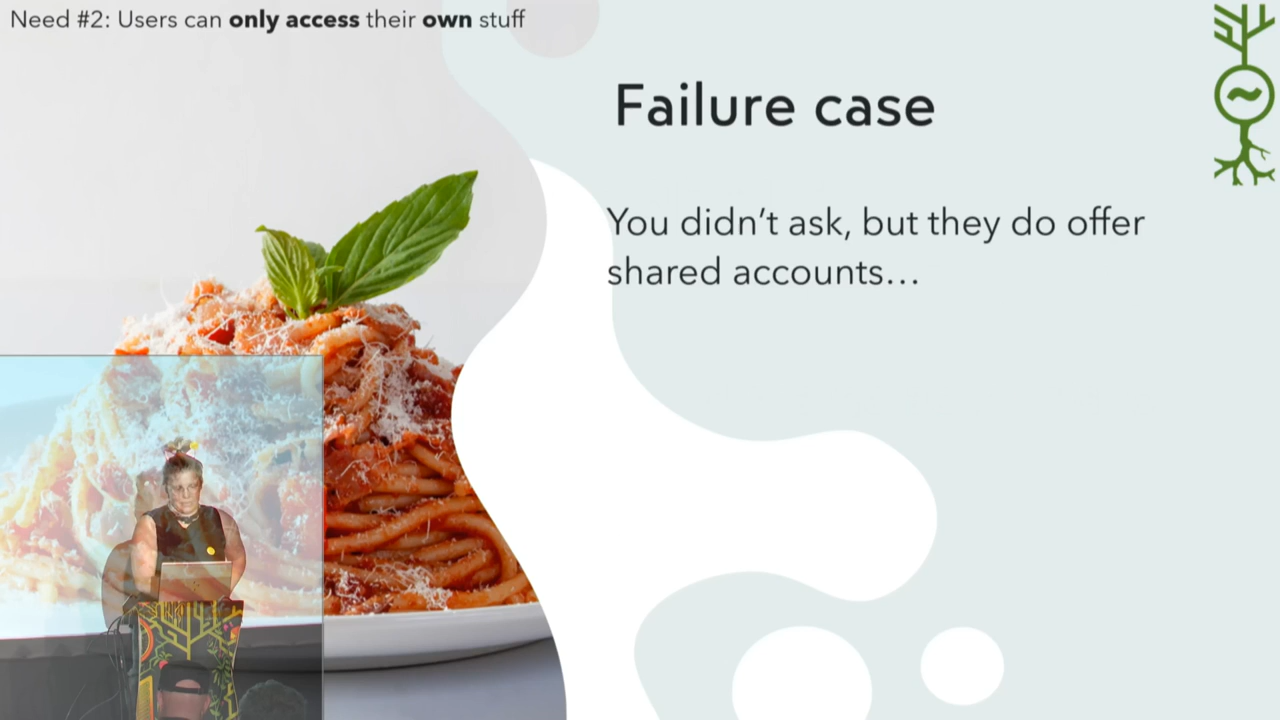 Need #2: Users can only access their own stuff
Failure case
You didn't ask, but they do offer
shared accounts…